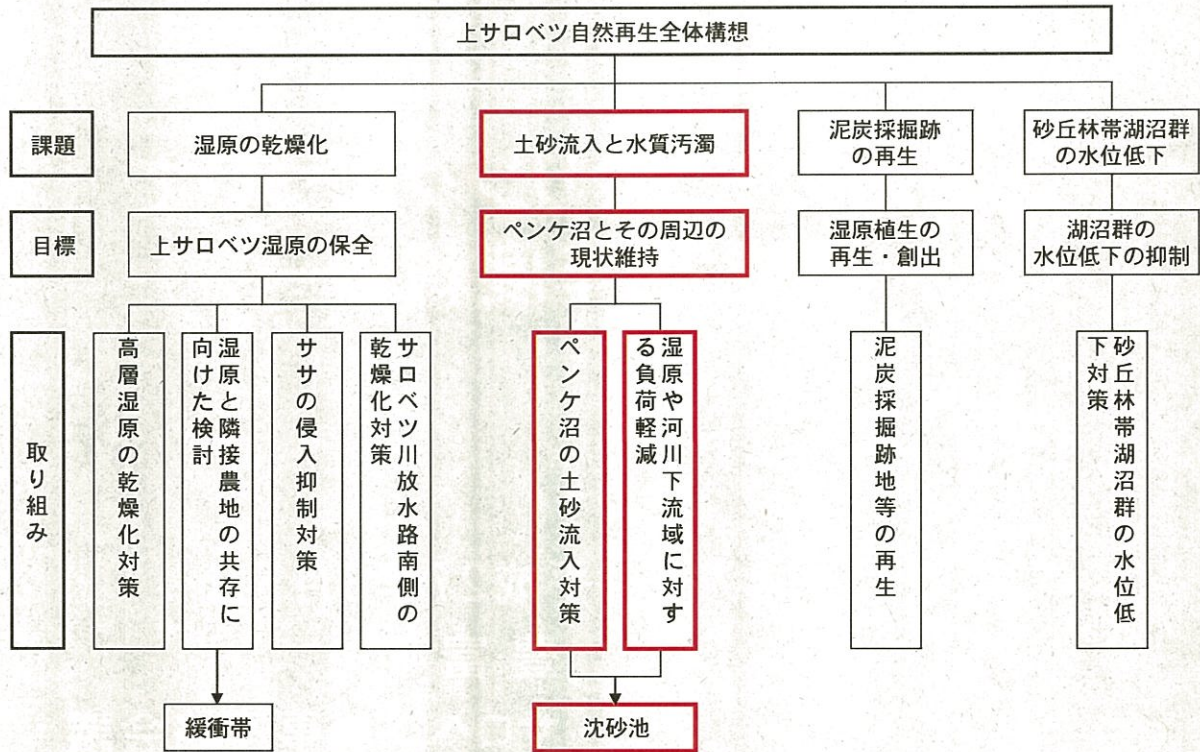 上サロベツ自然再生全体構想
課題
湿原の乾燥化
土砂流入と水質汚濁
泥炭採掘跡
の再生
砂丘林帯湖沼群
の水位低下
目標
上サロベツ湿原の保全
ペンケ沼とその周辺の
現状維持
湿原植生の
再生・創出
湖沼群の
水位低下の抑制
取り組み
高層湿原の乾燥化対策
湿原と隣接農地の共存に
向けた検討
ササの侵入抑制対策
サロベツ川放水路南側の
乾燥化対策
ペンケ沼の土砂流入対策
湿原や河川下流域に対す
る負荷軽減
泥炭採掘跡地等の再生
砂丘林帯湖沼群の水位低
下対策
緩衝帯
沈砂池